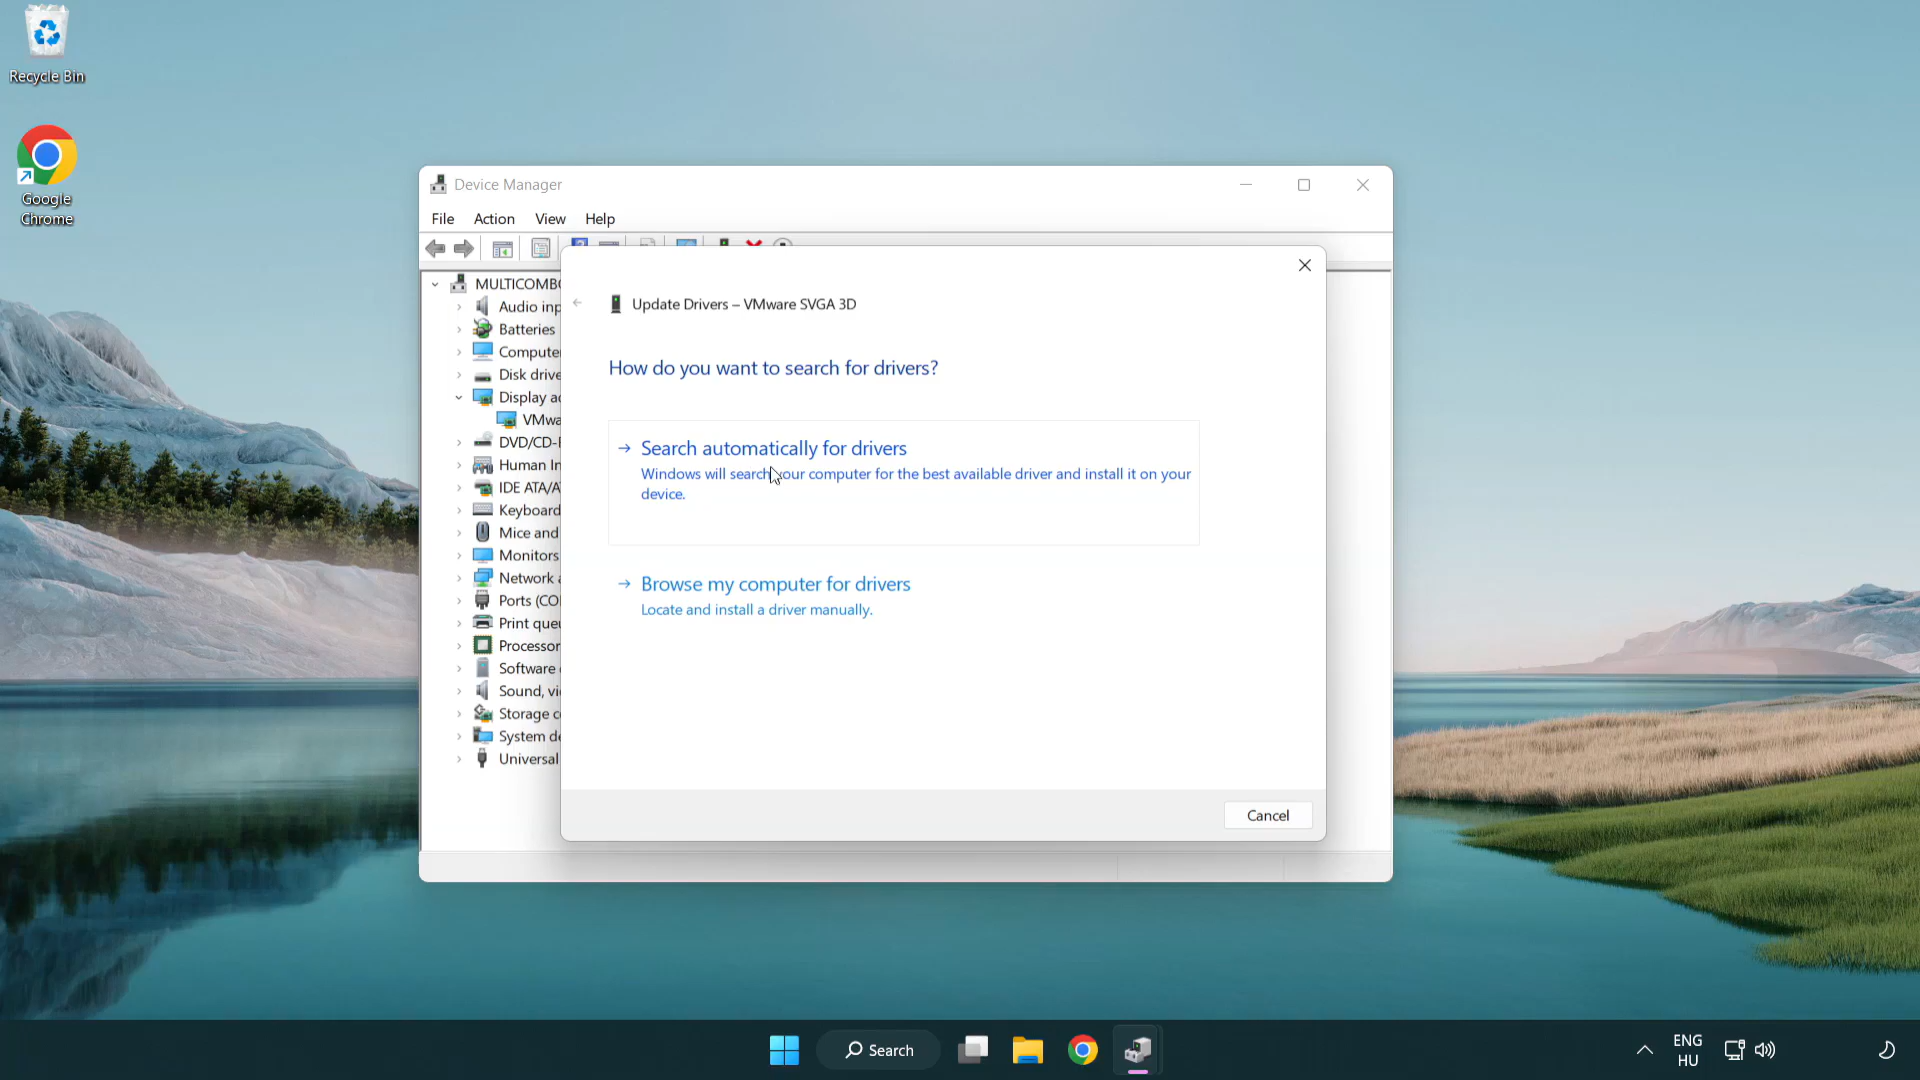 Recycle Bin
Google
Chrome
Device Manager
File Action View Help
MULTICOMBO
Audio inp
Batteries
Compute
Disk drive
Display a
VMwa
DVD/CD-
Human In
IDE ATA/A
Keyboard
Mice and
Monitors
Network a
Ports (CO
Print que
Processor
Software
Sound, vi
Storage c
System de
Universal
Update Drivers – VMware SVGA 3D
How do you want to search for drivers?
Search automatically for drivers
Windows will search your computer for the best available driver and install it on your
device.
Browse my computer for drivers
Locate and install a driver manually.
Cancel
Search
ENG
HU